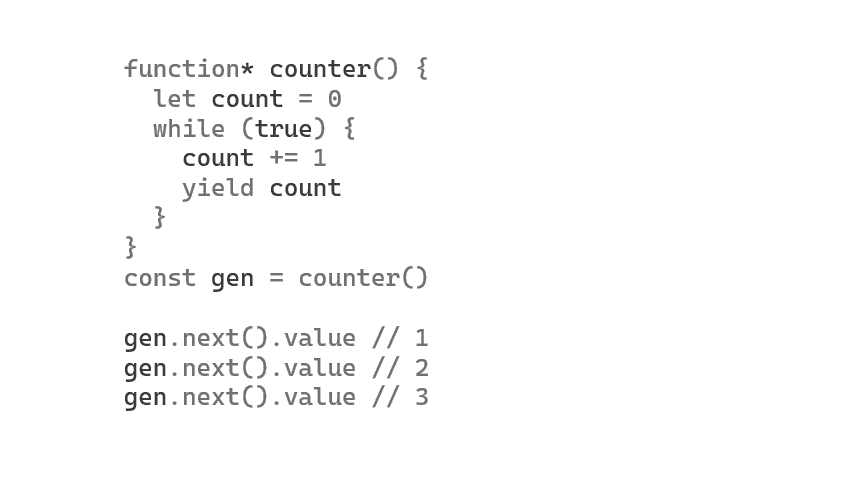 function* counter() {
  let count = 0
  while (true) {
    count += 1
    yield count
  }
}
const gen = counter()

gen.next().value // 1
gen.next().value // 2
gen.next().value // 3